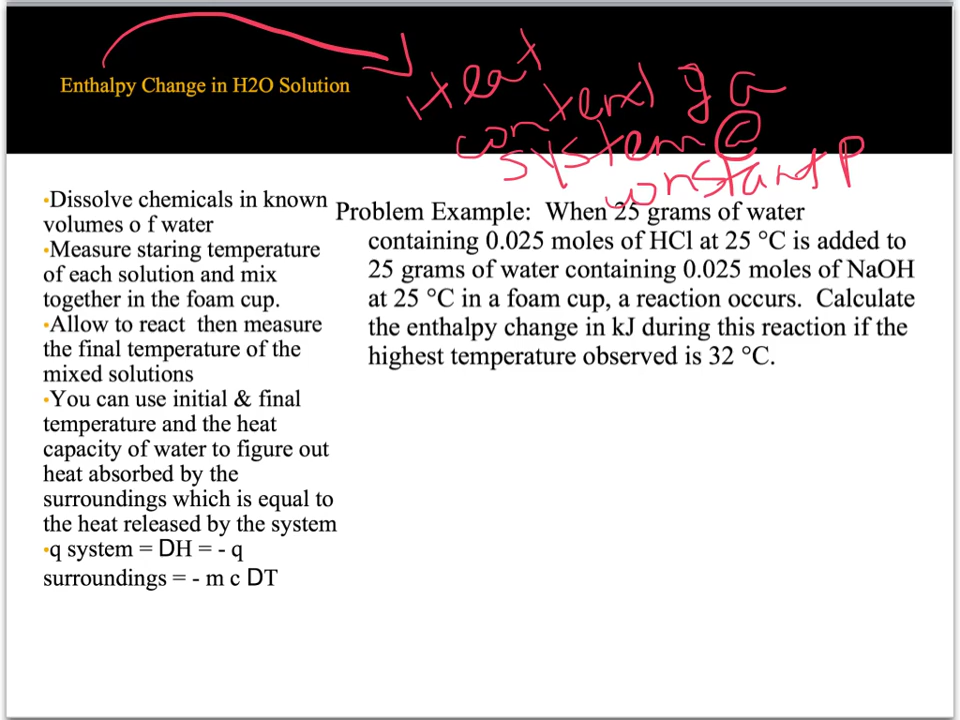 Enthalpy Change in H2O Solution
Heat
content of a
system @
constant P
•Dissolve chemicals in known
volumes o f water
•Measure staring temperature
of each solution and mix
together in the foam cup.
•Allow to react then measure
the final temperature of the
mixed solutions
•You can use initial & final
temperature and the heat
capacity of water to figure out
heat absorbed by the
surroundings which is equal to
the heat released by the system
•q system = DH = - q
surroundings = - m c DT
Problem Example: When 25 grams of water
containing 0.025 moles of HCl at 25 °C is added to
25 grams of water containing 0.025 moles of NaOH
at 25 °C in a foam cup, a reaction occurs. Calculate
the enthalpy change in kJ during this reaction if the
highest temperature observed is 32 °C.